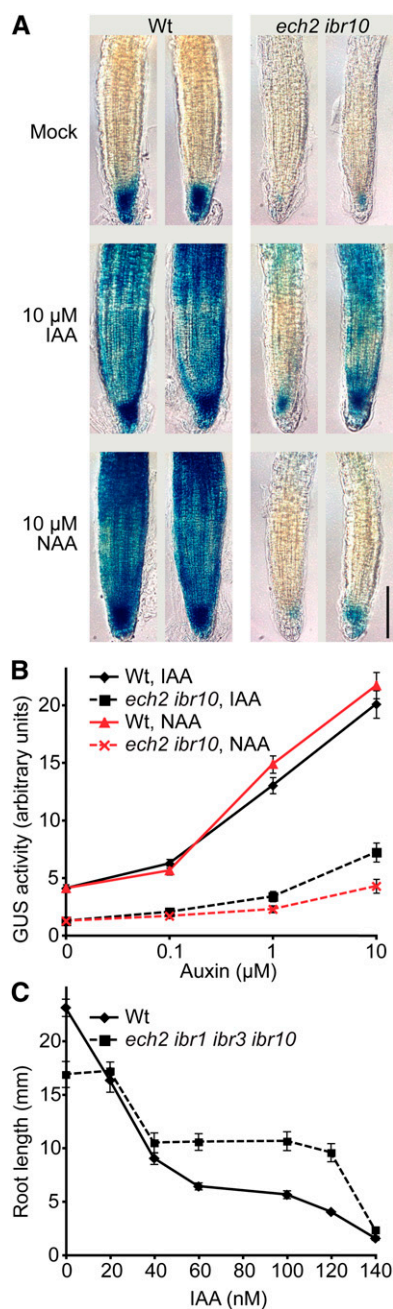 A
Wt
ech2 ibr10
Mock
10 µM
IAA
10 µM
NAA
B
Wt, IAA
ech2 ibr10, IAA
Wt, NAA
ech2 ibr10, NAA
GUS activity (arbitrary units)
20
15
10
5
0
0
0.1
1
10
Auxin (µM)
C
Wt
ech2 ibr1 ibr3 ibr10
Root length (mm)
20
15
10
5
0
0
20
40
60
80
100
120
140
IAA (nM)